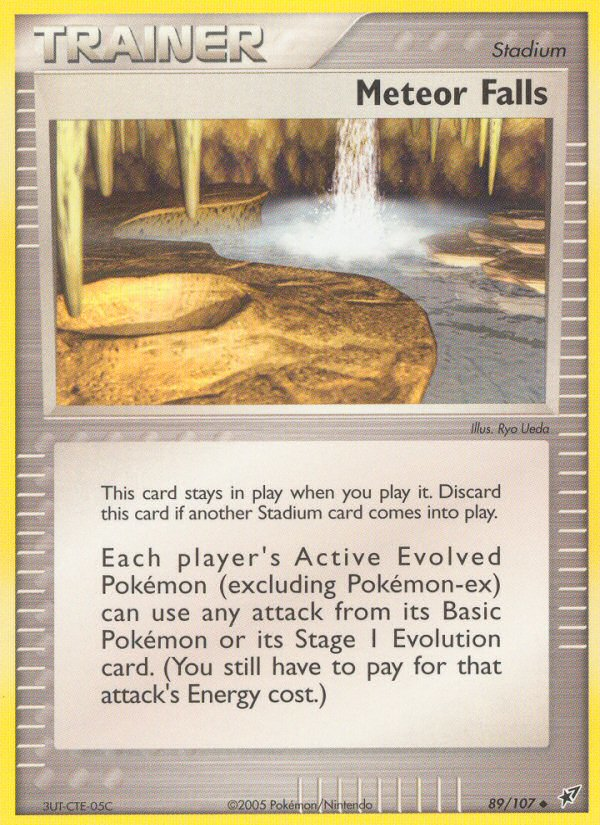 TRAINER
Stadium
Meteor Falls
Illus. Ryo Ueda
This card stays in play when you play it. Discard
this card if another Stadium card comes into play.
Each player's Active Evolved
Pokémon (excluding Pokémon-ex)
can use any attack from its Basic
Pokémon or its Stage 1 Evolution
card. (You still have to pay for that
attack's Energy cost.)
3UT-CTE-05C
©2005 Pokémon/Nintendo
89/107